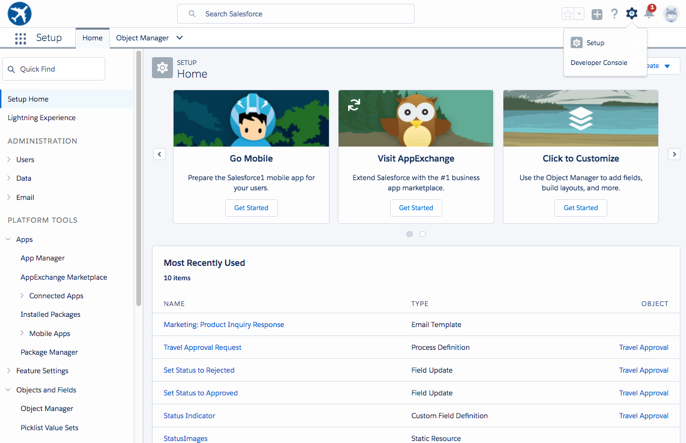 Search Salesforce
1
Setup
Home
Object Manager
Setup
Developer Console
Quick Find
SETUP
Home
Setup Home
Lightning Experience
ADMINISTRATION
Users
Data
Email
PLATFORM TOOLS
Apps
App Manager
AppExchange Marketplace
Connected Apps
Installed Packages
Mobile Apps
Package Manager
Feature Settings
Objects and Fields
Object Manager
Picklist Value Sets
Go Mobile
Prepare the Salesforce1 mobile app for
your users.
Get Started
Visit AppExchange
Extend Salesforce with the #1 business
app marketplace.
Get Started
Click to Customize
Use the Object Manager to add fields,
build layouts, and more.
Get Started
Most Recently Used
10 items
NAME TYPE OBJECT
Marketing: Product Inquiry Response Email Template
Travel Approval Request Process Definition Travel Approval
Set Status to Rejected Field Update Travel Approval
Set Status to Approved Field Update Travel Approval
Status Indicator Custom Field Definition Travel Approval
StatusImages Static Resource